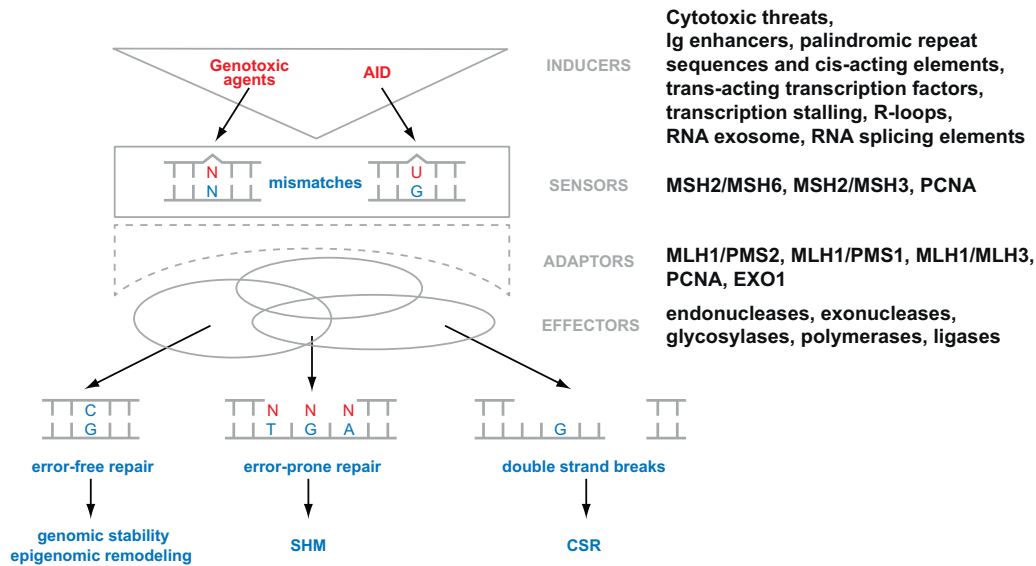 Genotoxic
agents
AID
INDUCERS
Cytotoxic threats,
Ig enhancers, palindromic repeat
sequences and cis-acting elements,
trans-acting transcription factors,
transcription stalling, R-loops,
RNA exosome, RNA splicing elements
N
N
mismatches
U
G
SENSORS
MSH2/MSH6, MSH2/MSH3, PCNA
ADAPTORS
MLH1/PMS2, MLH1/PMS1, MLH1/MLH3,
PCNA, EXO1
EFFECTORS
endonucleases, exonucleases,
glycosylases, polymerases, ligases
C
G
N N N
T G A
G
error-free repair
error-prone repair
double strand breaks
genomic stability
epigenomic remodeling
SHM
CSR